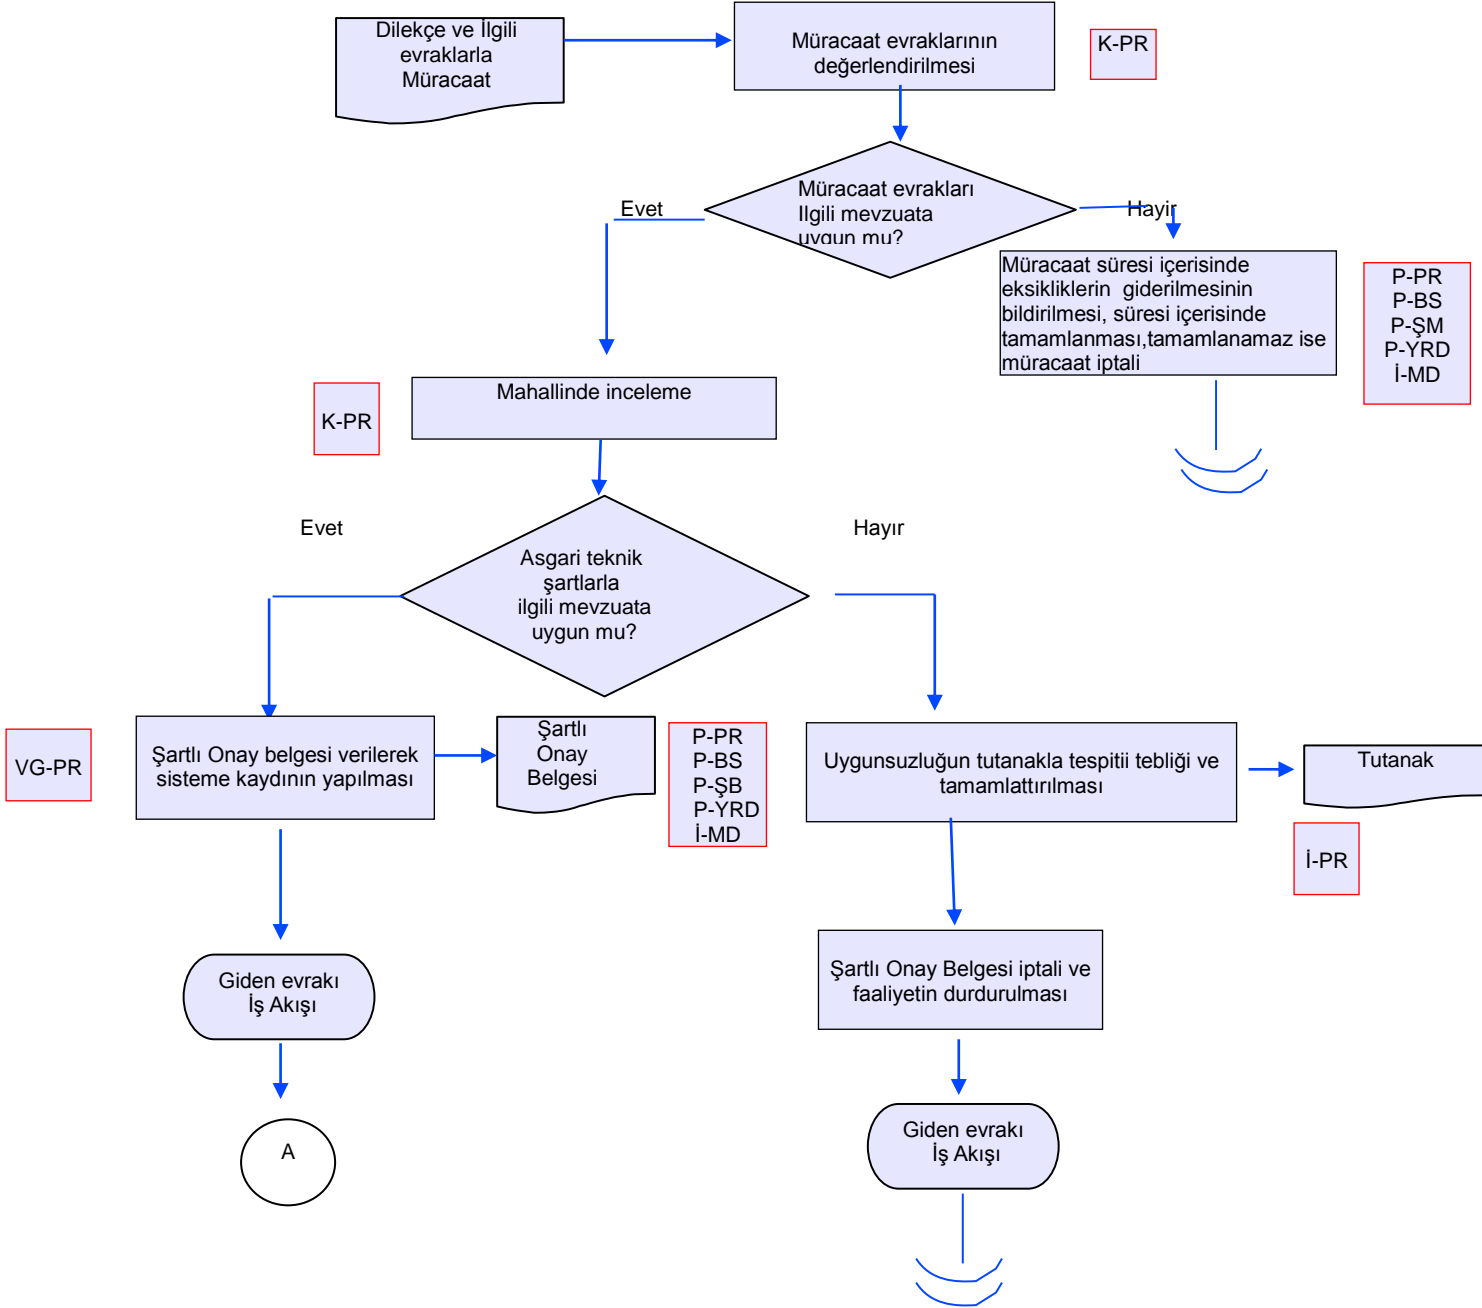 Dilekçe ve İlgili
evraklarla
Müracaat
Müracaat evraklarının
değerlendirilmesi
K-PR
Müracaat evrakları
Ilgili mevzuata
uygun mu?
Evet
Hayir
Müracaat süresi içerisinde
eksikliklerin giderilmesinin
bildirilmesi, süresi içerisinde
tamamlanması,tamamlanamaz ise
müracaat iptali
P-PR
P-BS
P-ŞM
P-YRD
İ-MD
K-PR
Mahallinde inceleme
Evet
Hayır
Asgari teknik
şartlarla
ilgili mevzuata
uygun mu?
VG-PR
Şartlı Onay belgesi verilerek
sisteme kaydının yapılması
Şartlı
Onay
Belgesi
P-PR
P-BS
P-ŞB
P-YRD
İ-MD
Uygunsuzluğun tutanakla tespitii tebliği ve
tamamlattırılması
Tutanak
İ-PR
Giden evrakı
İş Akışı
Şartlı Onay Belgesi iptali ve
faaliyetin durdurulması
A
Giden evrakı
İş Akışı